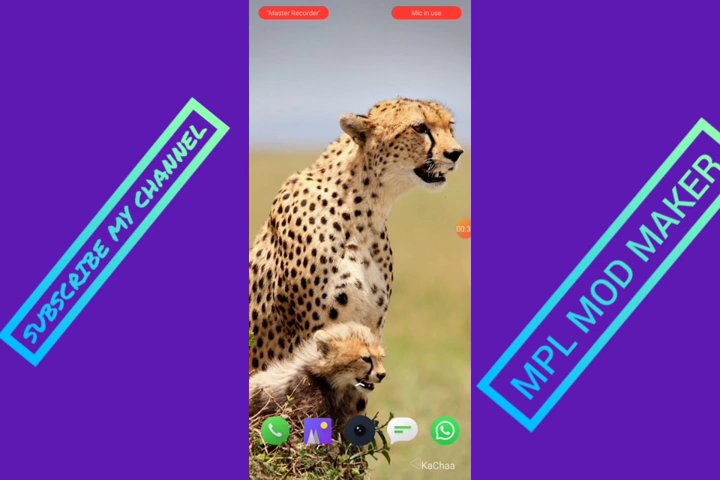 "Master Recorder"
Mic in use
SUBSCRIBE MY CHANNEL
MPL MOD MAKER
00:3
KaChaa